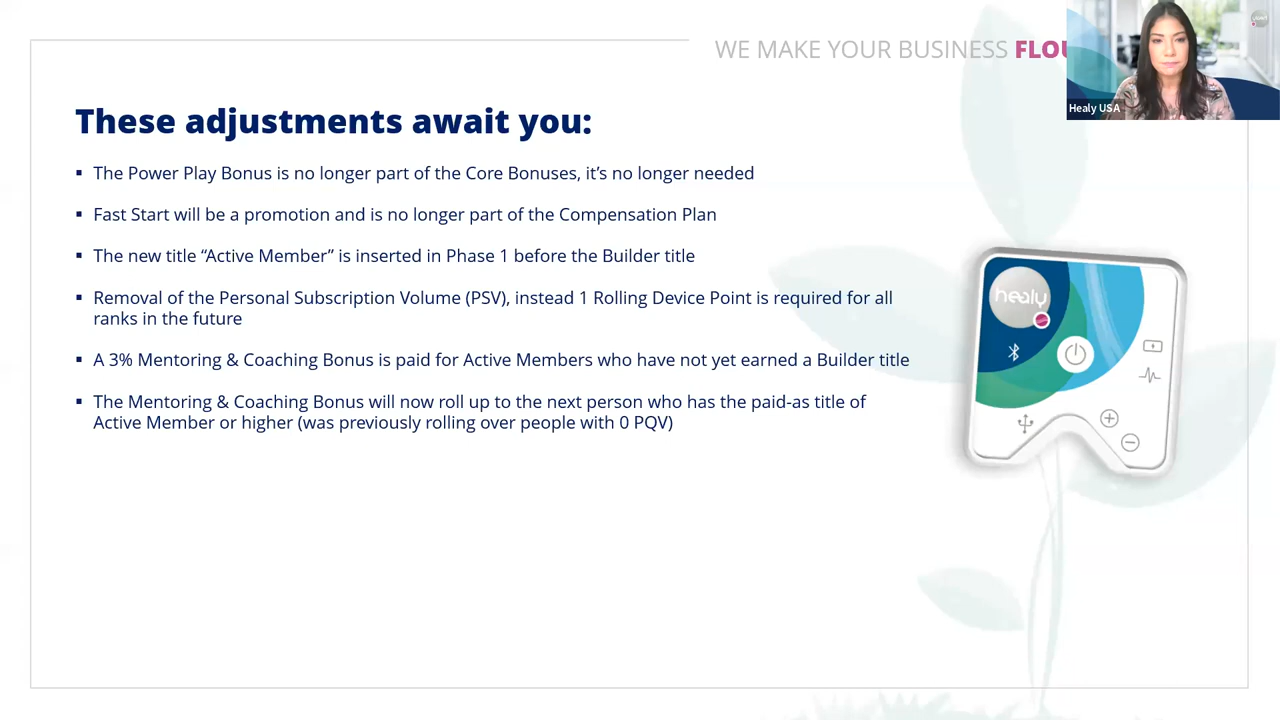 WE MAKE YOUR BUSINESS
Healy USA
These adjustments await you:
▪ The Power Play Bonus is no longer part of the Core Bonuses, it’s no longer needed
▪ Fast Start will be a promotion and is no longer part of the Compensation Plan
▪ The new title “Active Member” is inserted in Phase 1 before the Builder title
▪ Removal of the Personal Subscription Volume (PSV), instead 1 Rolling Device Point is required for all
ranks in the future
▪ A 3% Mentoring & Coaching Bonus is paid for Active Members who have not yet earned a Builder title
▪ The Mentoring & Coaching Bonus will now roll up to the next person who has the paid-as title of
Active Member or higher (was previously rolling over people with 0 PQV)
healy